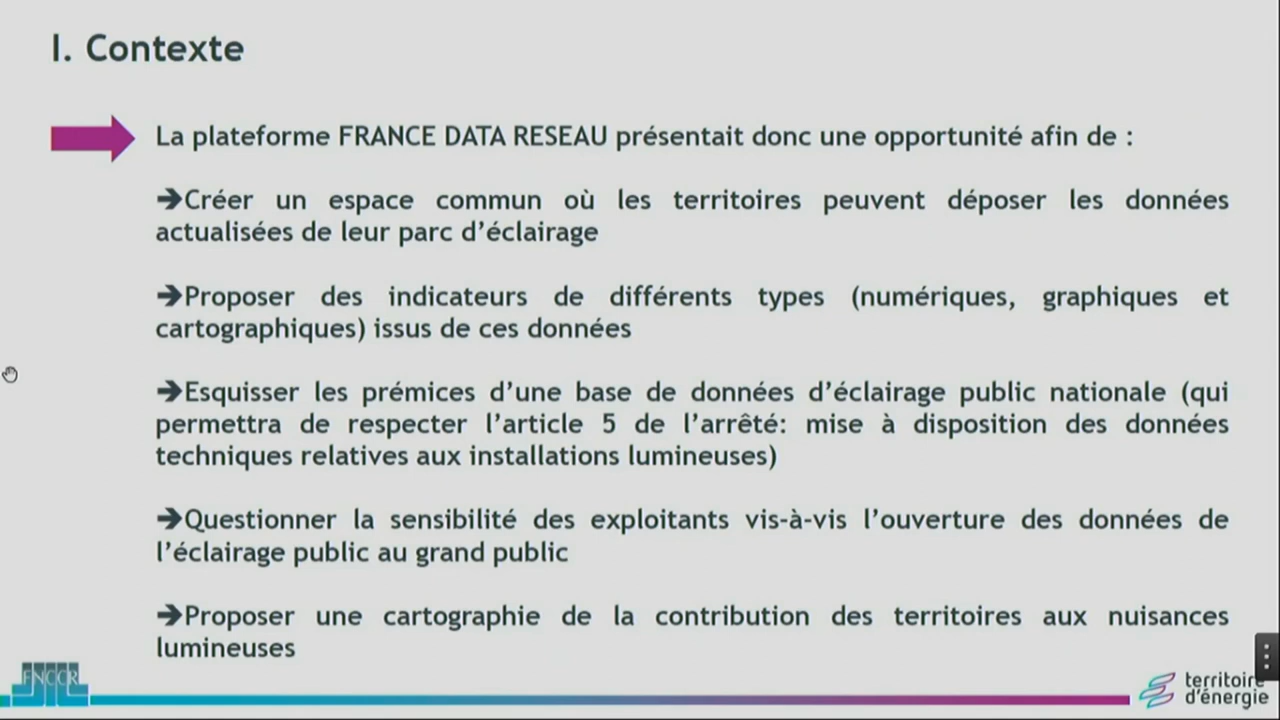 I. Contexte
La plateforme FRANCE DATA RESEAU présentait donc une opportunité afin de :
➔Créer un espace commun où les territoires peuvent déposer les données
actualisées de leur parc d’éclairage
➔Proposer des indicateurs de différents types (numériques, graphiques et
cartographiques) issus de ces données
➔Esquisser les prémices d’une base de données d’éclairage public nationale (qui
permettra de respecter l’article 5 de l’arrêté: mise à disposition des données
techniques relatives aux installations lumineuses)
➔Questionner la sensibilité des exploitants vis-à-vis l’ouverture des données de
l’éclairage public au grand public
➔Proposer une cartographie de la contribution des territoires aux nuisances
lumineuses
FNCCR
territoire
d’énergie